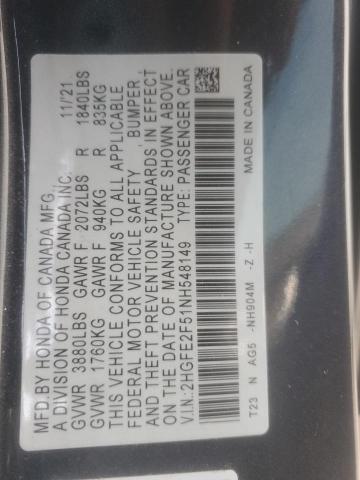 MFD.BY HONDA OF CANADA MFG. 11/'21
A DIVISION OF HONDA CANADA INC.
GVWR 3880LBS GAWR F 2072LBS R 1840LBS
GVWR 1760KG GAWR F 940KG R 835KG
THIS VEHICLE CONFORMS TO ALL APPLICABLE
FEDERAL MOTOR VEHICLE SAFETY, BUMPER,
AND THEFT PREVENTION STANDARDS IN EFFECT
ON THE DATE OF MANUFACTURE SHOWN ABOVE.
V.I.N.:2HGFE2F51NH548149 TYPE:PASSENGER CAR
T23 N AG5 -NH904M -Z -H MADE IN CANADA